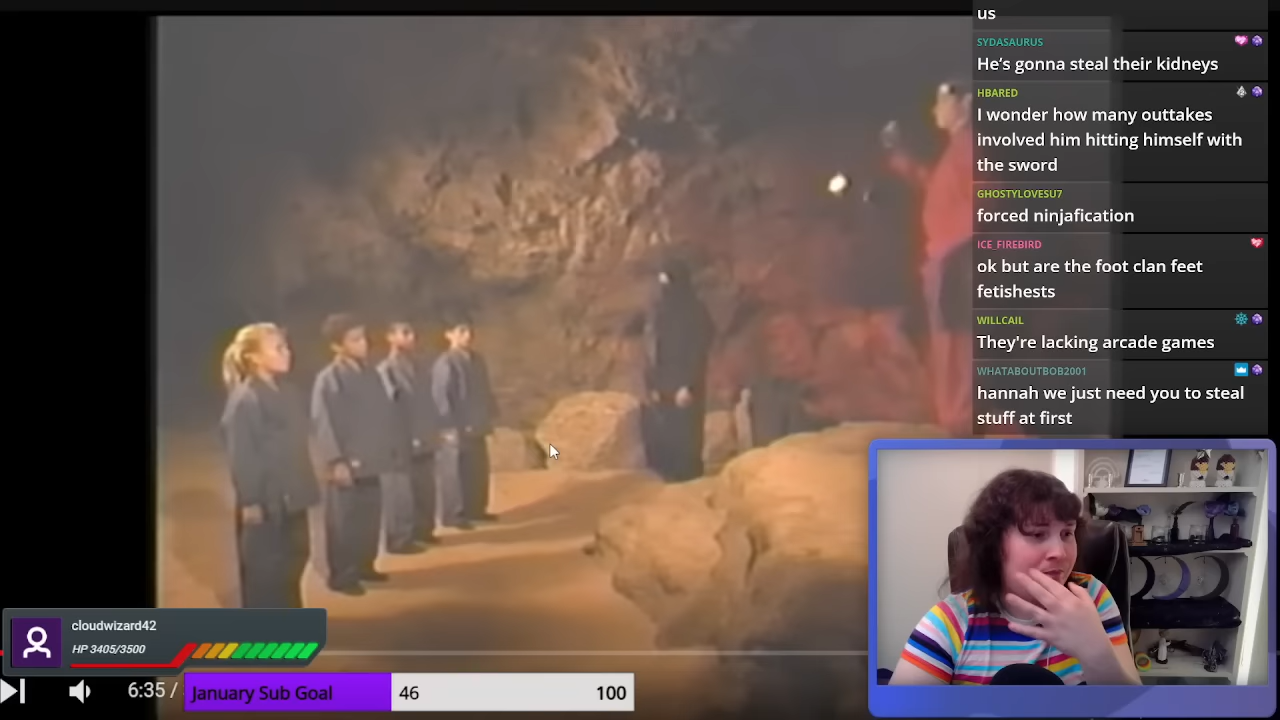 us
SYDASAURUS
He's gonna steal their kidneys
HBARED
I wonder how many outtakes
involved him hitting himself with
the sword
GHOSTYLOVESU7
forced ninjafication
ICE_FIREBIRD
ok but are the foot clan feet
fetishests
WILLCAIL
They're lacking arcade games
WHATABOUTBOB2001
hannah we just need you to steal
stuff at first
cloudwizard42
HP 3405/3500
6:35 /
January Sub Goal 46 100